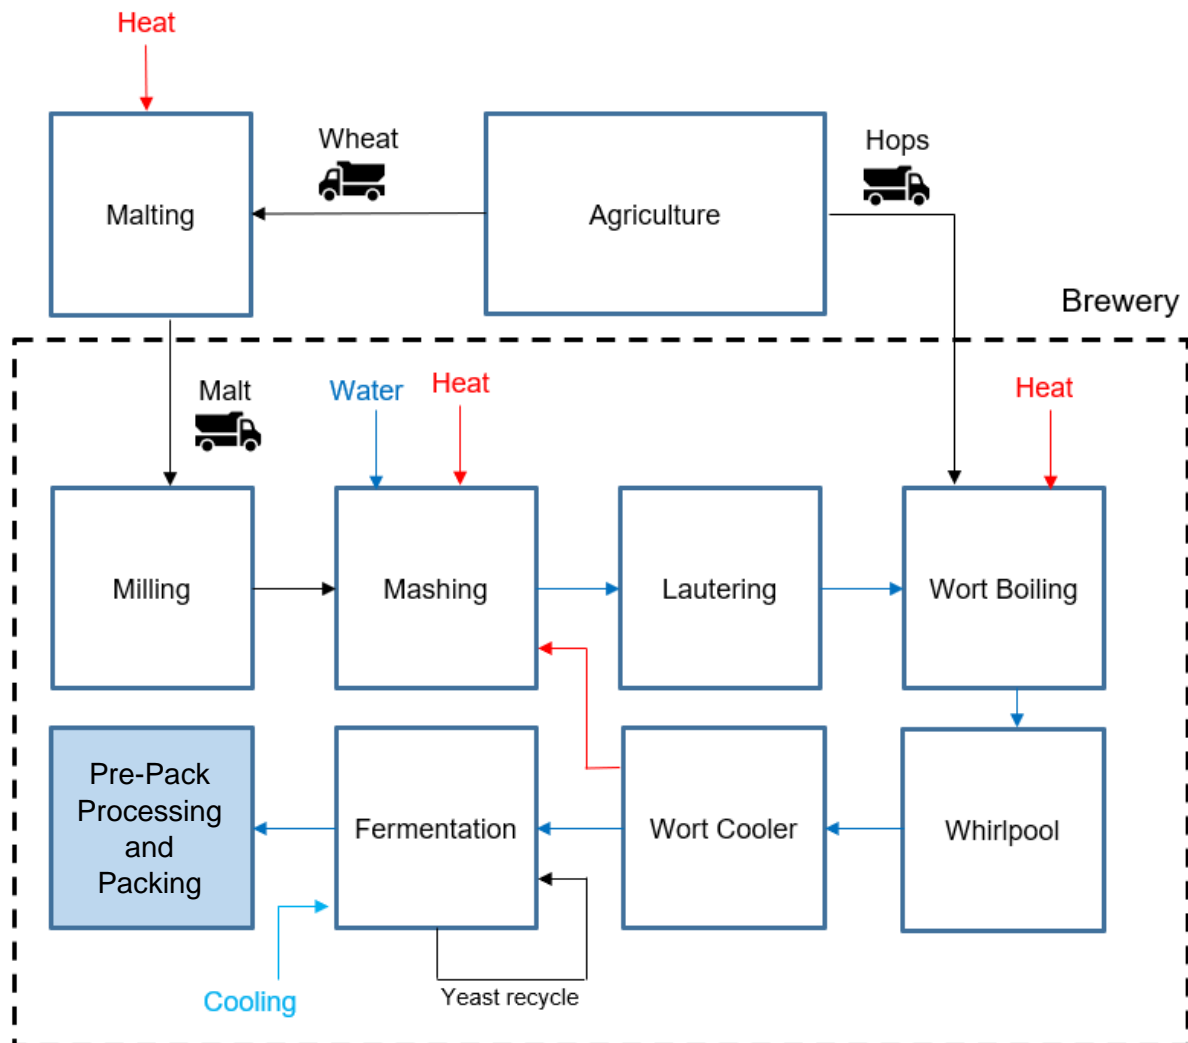 Heat
Wheat
Hops
Malting
Agriculture
Brewery
Malt
Water
Heat
Heat
Milling
Mashing
Lautering
Wort Boiling
Pre-Pack
Processing
and
Packing
Fermentation
Wort Cooler
Whirlpool
Cooling
Yeast recycle